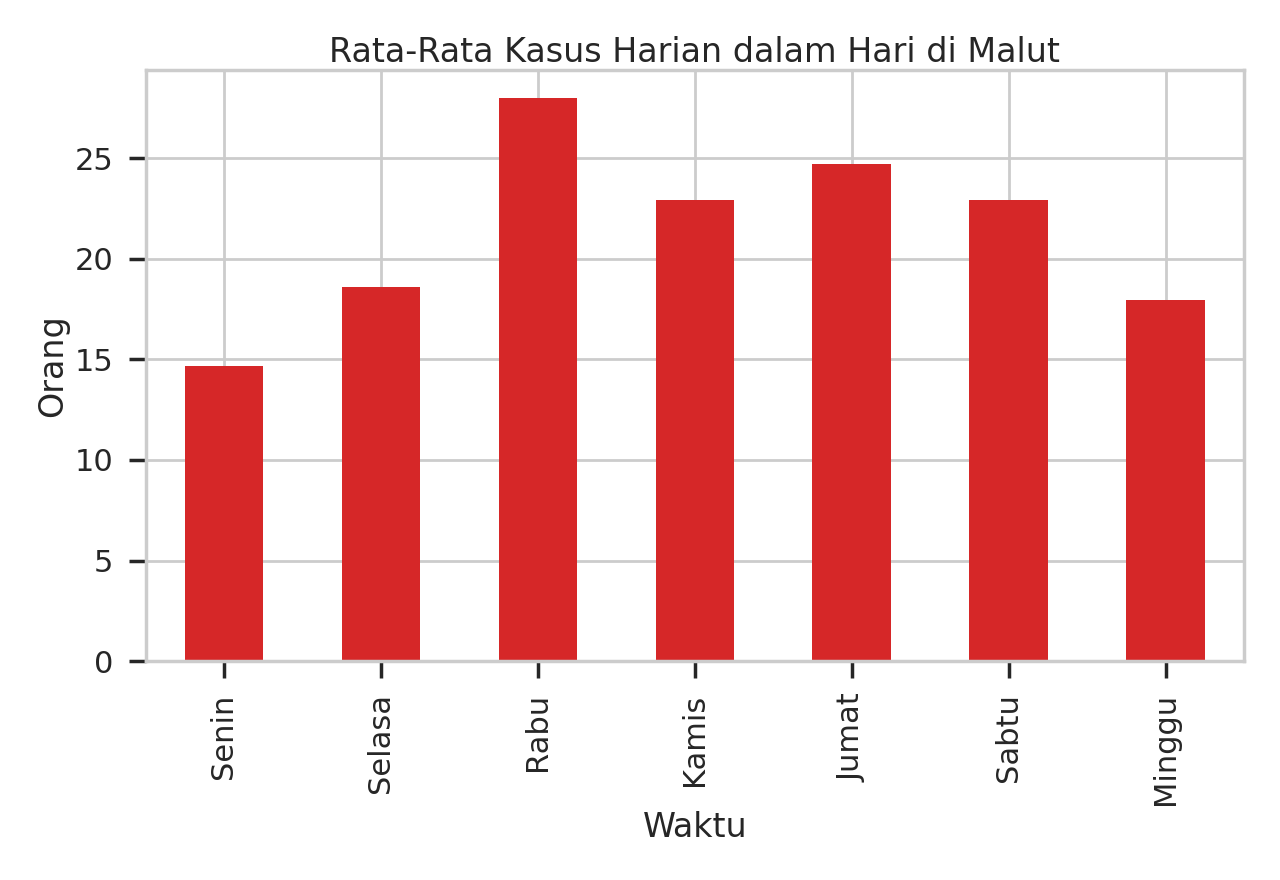 Rata-Rata Kasus Harian dalam Hari di Malut
Orang
25
20
15
10
5
0
Senin
Selasa
Rabu
Kamis
Jumat
Sabtu
Minggu
Waktu